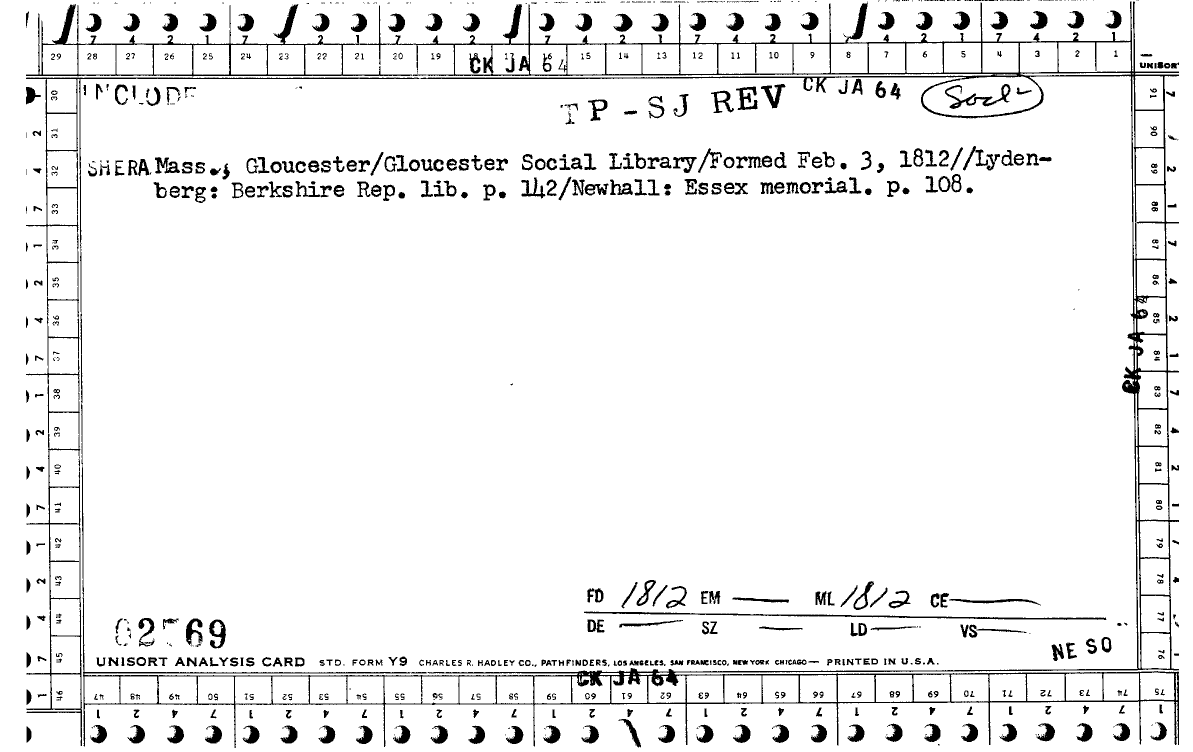 7 4 2 1 7 4 2 1 7 4 2 1 7 4 2 1 7 4 2 1 7 4 2 1 7 4 2 1
29 28 27 26 25 24 23 22 21 20 19 18 17 16 15 14 13 12 11 10 9 8 7 6 5 4 3 2 1
CK JA 64
UNISORT
INCLUDE TP-SJ REV CK JA 64 Socl
SHERA Mass., Gloucester/Gloucester Social Library/Formed Feb. 3, 1812//Lyden-
berg: Berkshire Rep. lib. p. 142/Newhall: Essex memorial. p. 108.
30 31 32 33 34 35 36 37 38 39 40 41 42 43 44 45 46
91 90 89 88 87 86 85 84 83 82 81 80 79 78 77 76
CK JA 64
FD 1812 EM — ML 1812 CE —
DE — SZ — LD — VS —
NE SO
69
UNISORT ANALYSIS CARD STD. FORM Y9 CHARLES R. HADLEY CO., PATHFINDERS, LOS ANGELES, SAN FRANCISCO, NEW YORK CHICAGO — PRINTED IN U.S.A.
CK JA 64
47 48 49 50 51 52 53 54 55 56 57 58 59 60 61 62 63 64 65 66 67 68 69 70 71 72 73 74 75
1 2 4 7 1 2 4 7 1 2 4 7 1 2 4 7 1 2 4 7 1 2 4 7 1 2 4 7 1